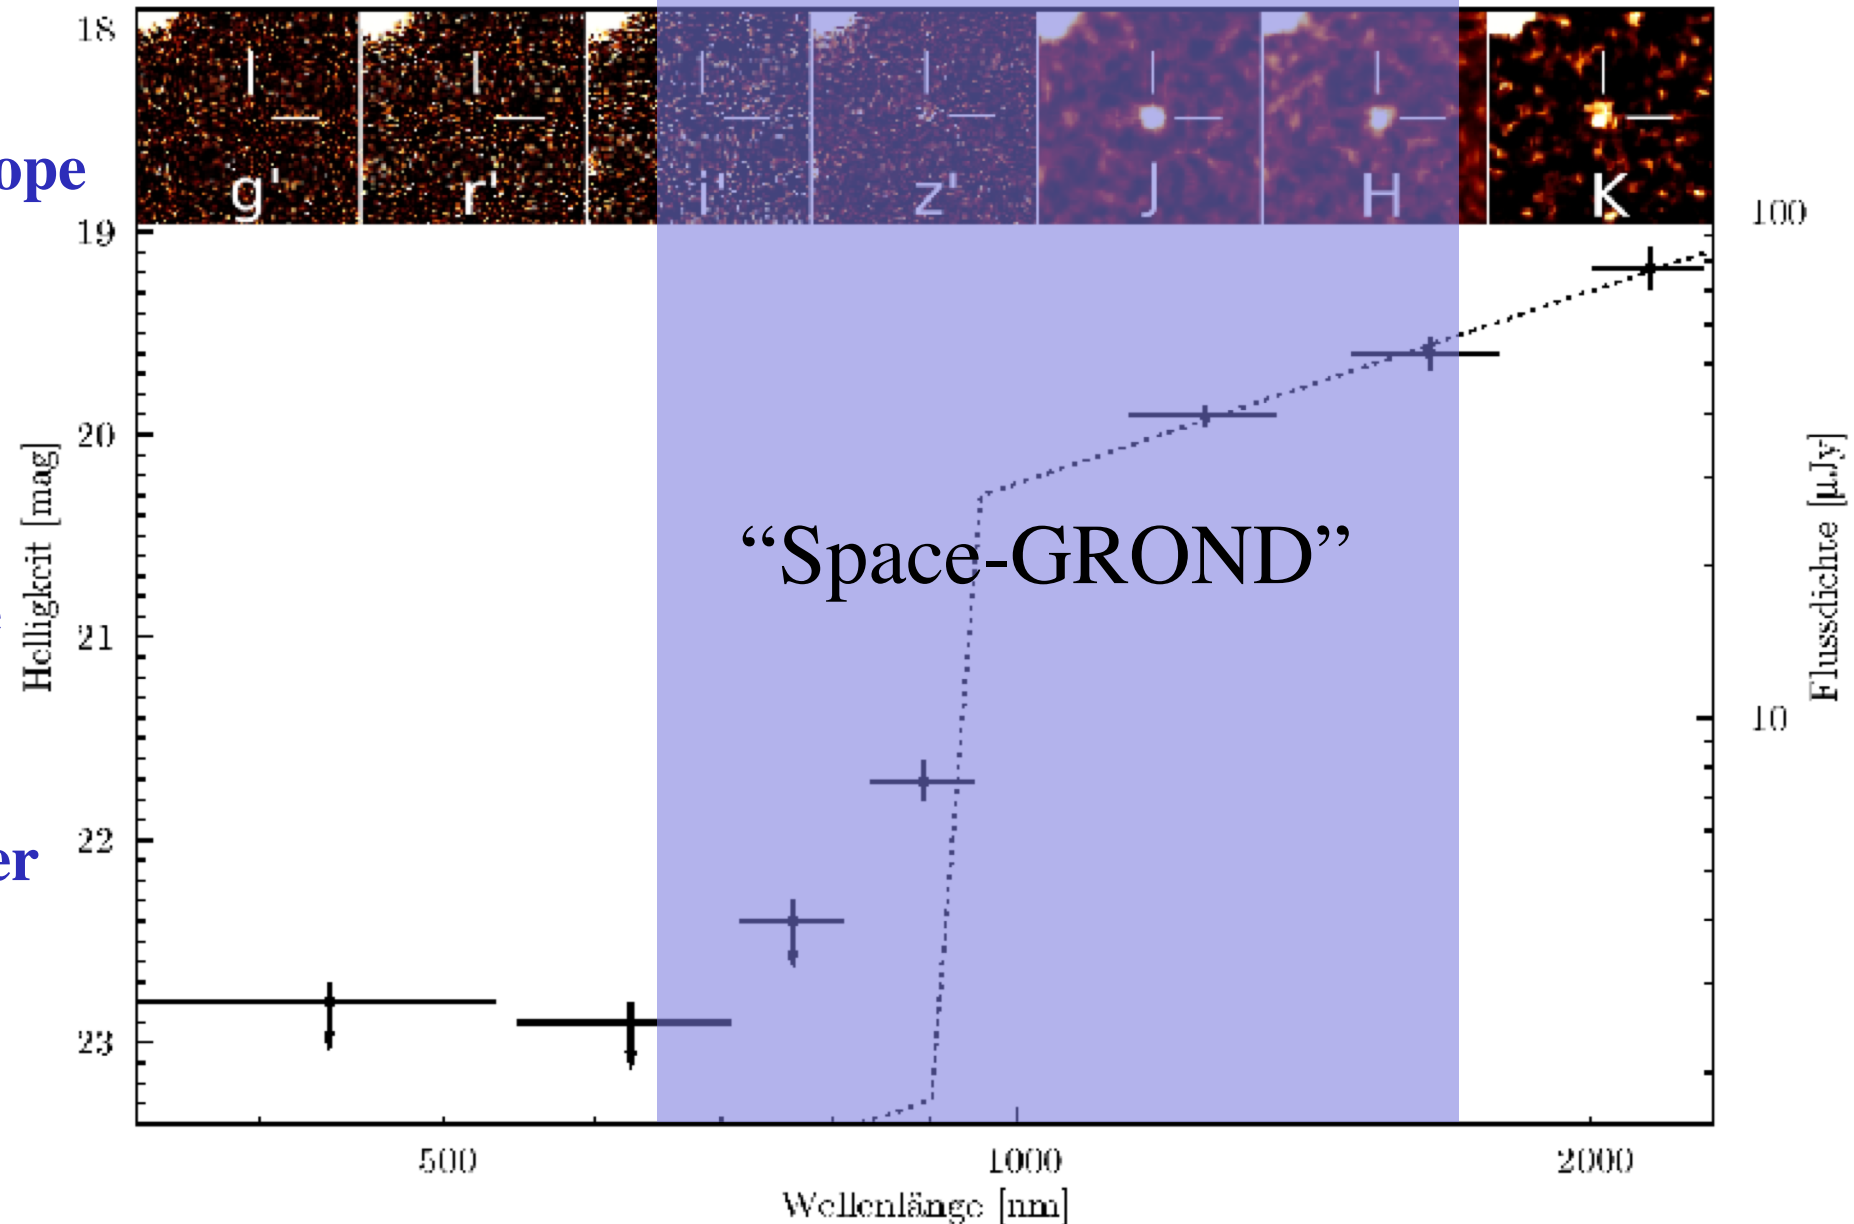 18
g' r' i' z' J H K
ope
19
100
20
Helligkeit [mag]
Flussdichte [μJy]
“Space-GROND”
21
10
22
er
23
500 1000 2000
Wellenlänge [nm]